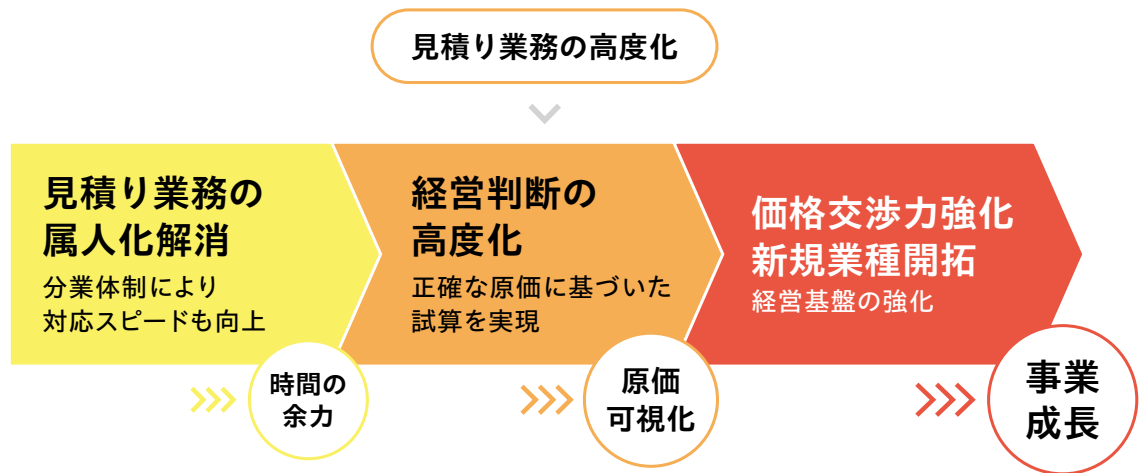 見積り業務の高度化
見積り業務の
属人化解消
分業体制により
対応スピードも向上
時間の
余力
経営判断の
高度化
正確な原価に基づいた
試算を実現
原価
可視化
価格交渉力強化
新規業種開拓
経営基盤の強化
事業
成長